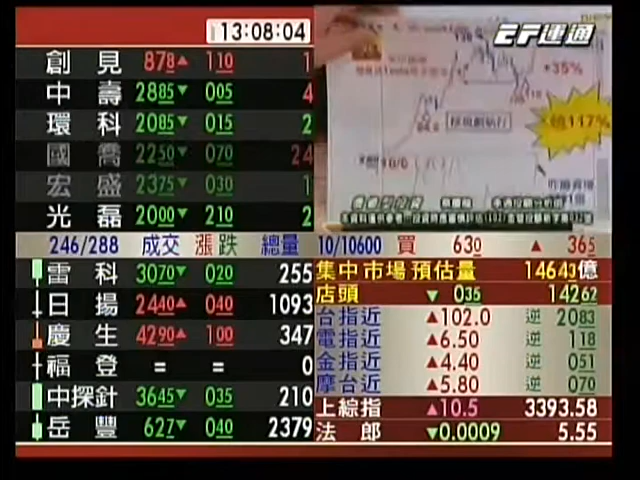 13:08:04
創見 878▲ 110 1
中壽 2885▼ 005 4
環科 2085▼ 015 2
國喬 2250▼ 070 24
宏盛 2375▼ 030 1
光磊 2000▼ 210 2
246/288 成交 漲跌 總量
雷科 3070▼ 020 255
日揚 2440▲ 040 1093
慶生 4290▲ 100 347
福登 = = 0
中探針 3645▼ 035 210
岳豐 627▼ 040 2379
EF運通
+35%
117%
10/10600 買 630 ▲ 365
集中市場預估量 14643億
店頭 ▼ 035 14262
台指近 ▲102.0 逆 2083
電指近 ▲6.50 逆 118
金指近 ▲4.40 逆 051
摩台近 ▲5.80 逆 070
上綜指 ▲10.5 3393.58
法郎 ▼0.0009 5.55